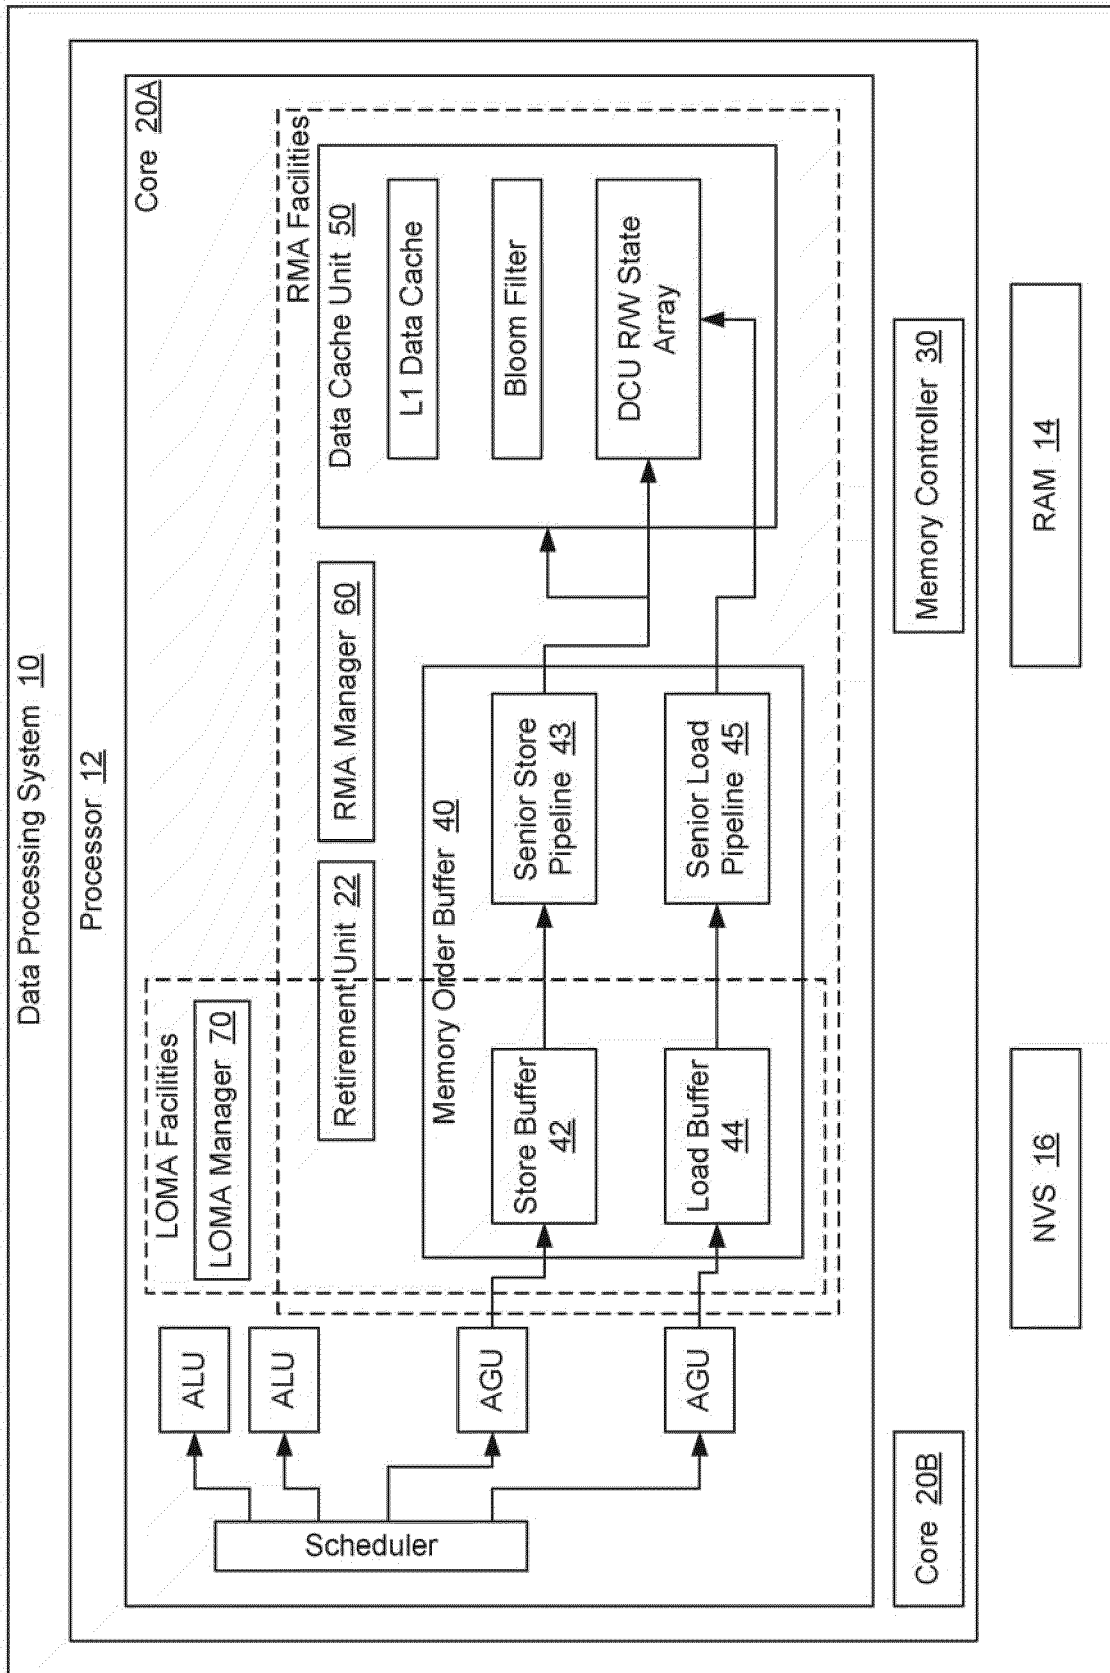 Data Processing System 10
Processor 12
Core 20A
LOMA Facilities
LOMA Manager 70
RMA Facilities
Retirement Unit 22
RMA Manager 60
Data Cache Unit 50
L1 Data Cache
Bloom Filter
DCU R/W State
Array
Memory Order Buffer 40
Store Buffer
42
Senior Store
Pipeline 43
Load Buffer
44
Senior Load
Pipeline 45
Scheduler
ALU
ALU
AGU
AGU
Core 20B
Memory Controller 30
NVS 16
RAM 14